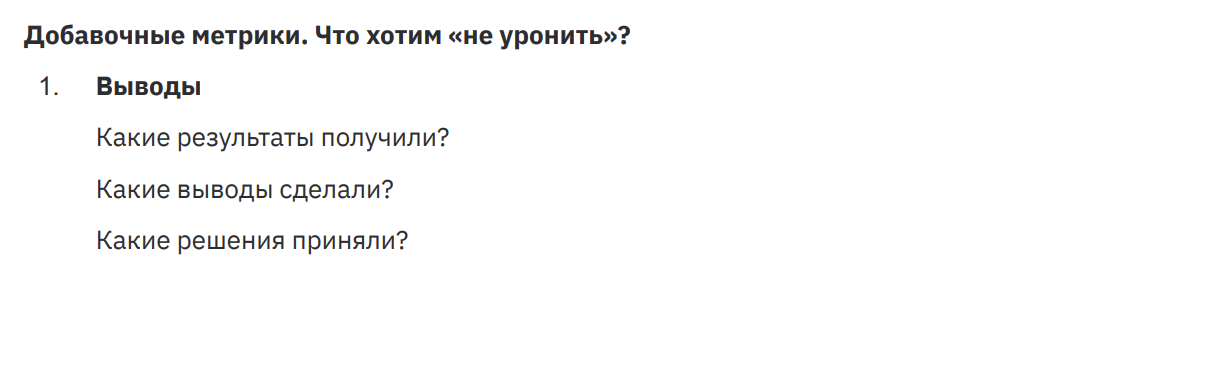 Добавочные метрики. Что хотим «не уронить»?
1. Выводы
Какие результаты получили?
Какие выводы сделали?
Какие решения приняли?